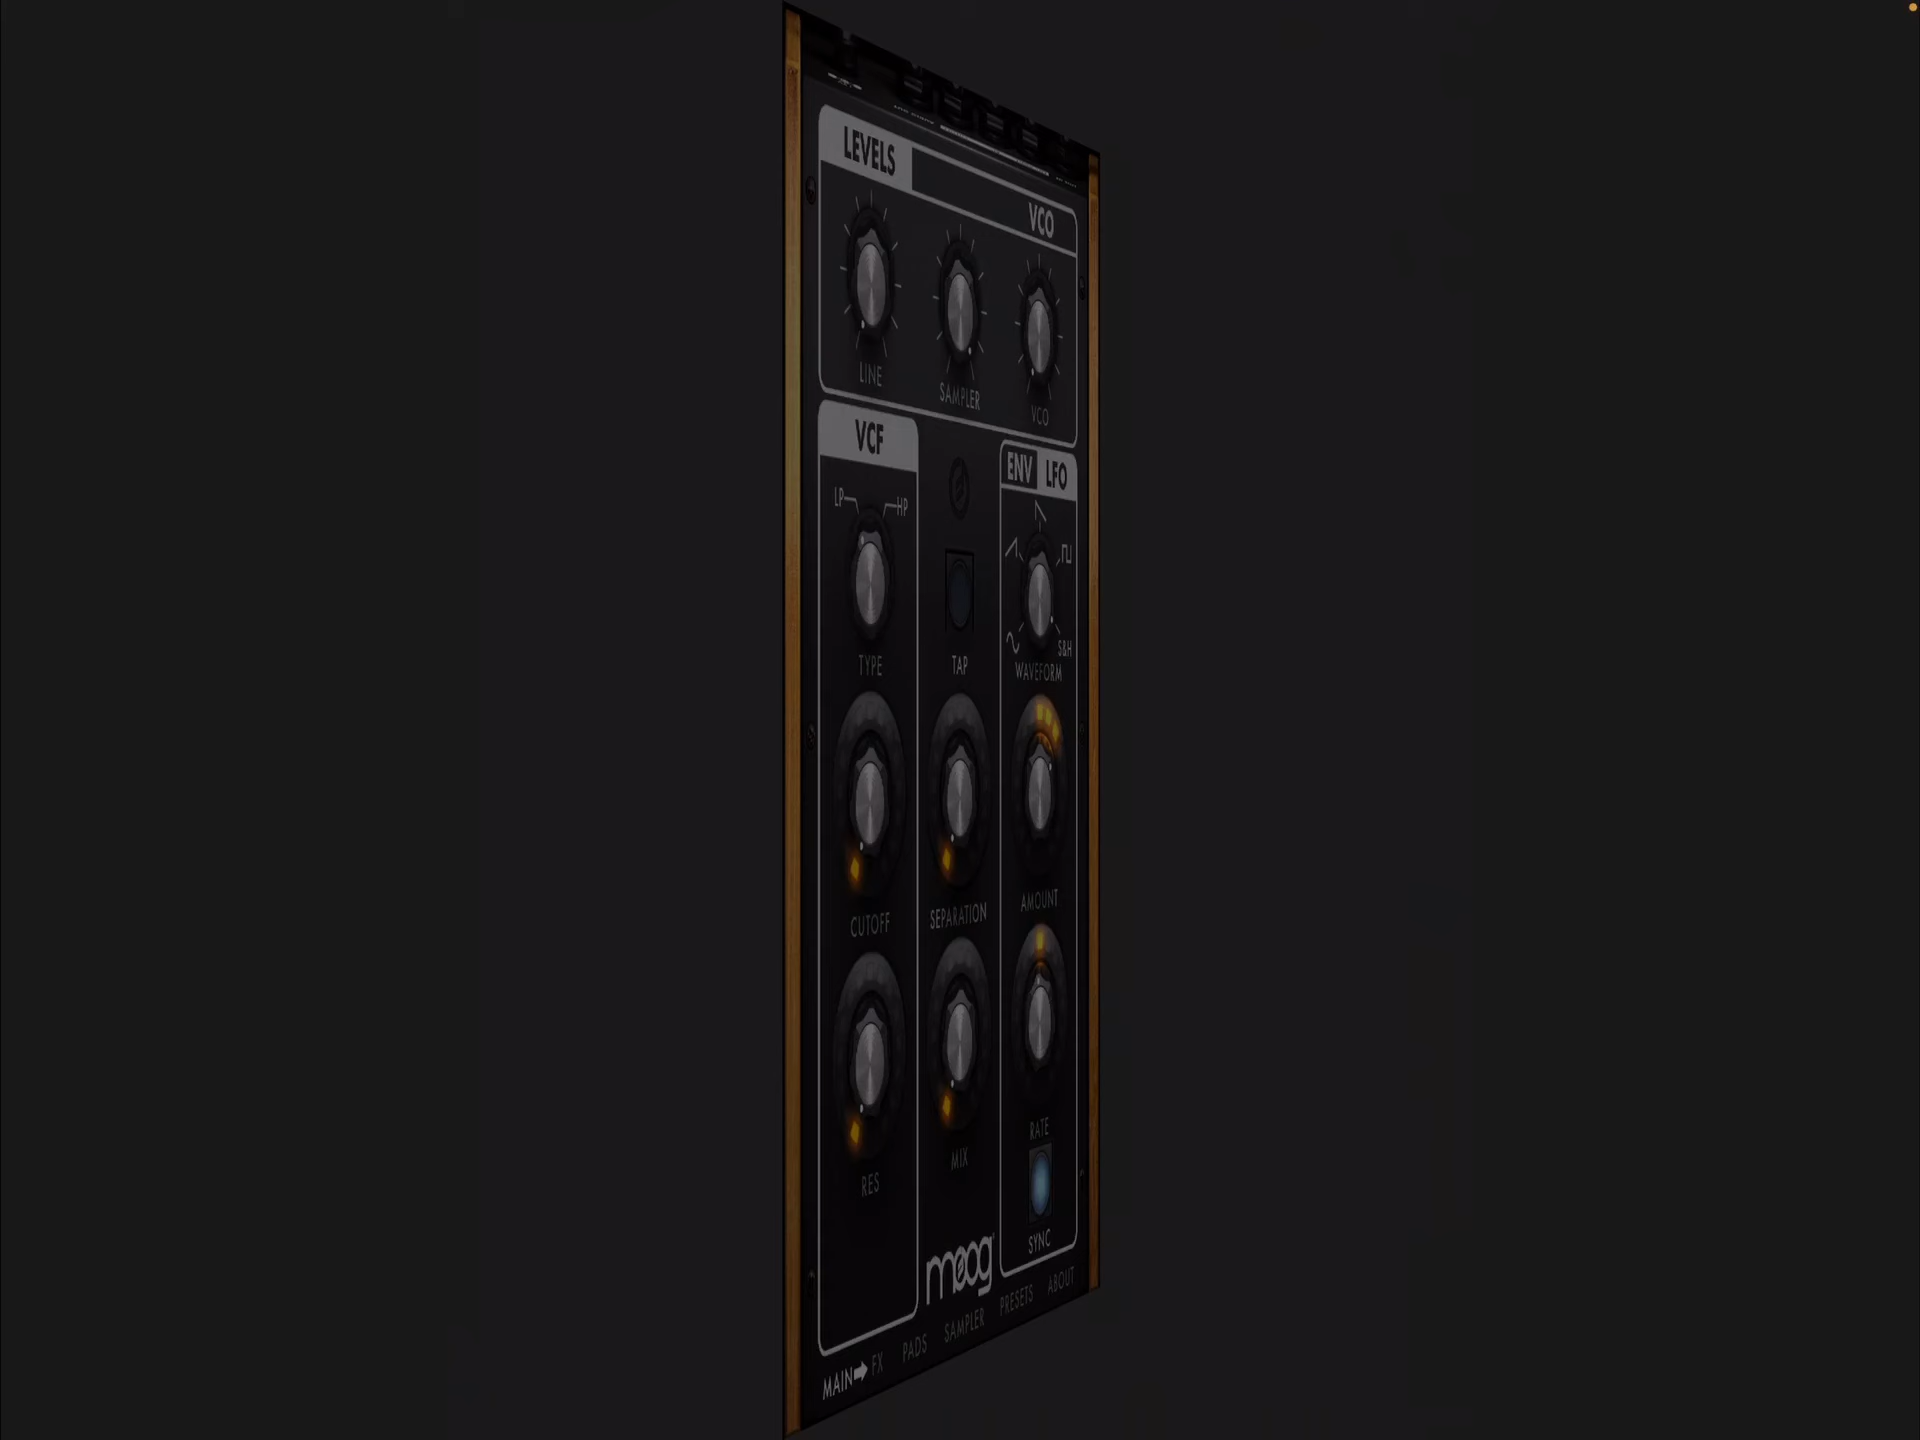 LEVELS
VCO
LINE
SAMPLER
VCO
VCF
ENV LFO
LP HP
S&H
TYPE
TAP
WAVEFORM
CUTOFF
SEPARATION
AMOUNT
RES
MIX
RATE
SYNC
moog
MAIN FX PADS SAMPLER PRESETS ABOUT